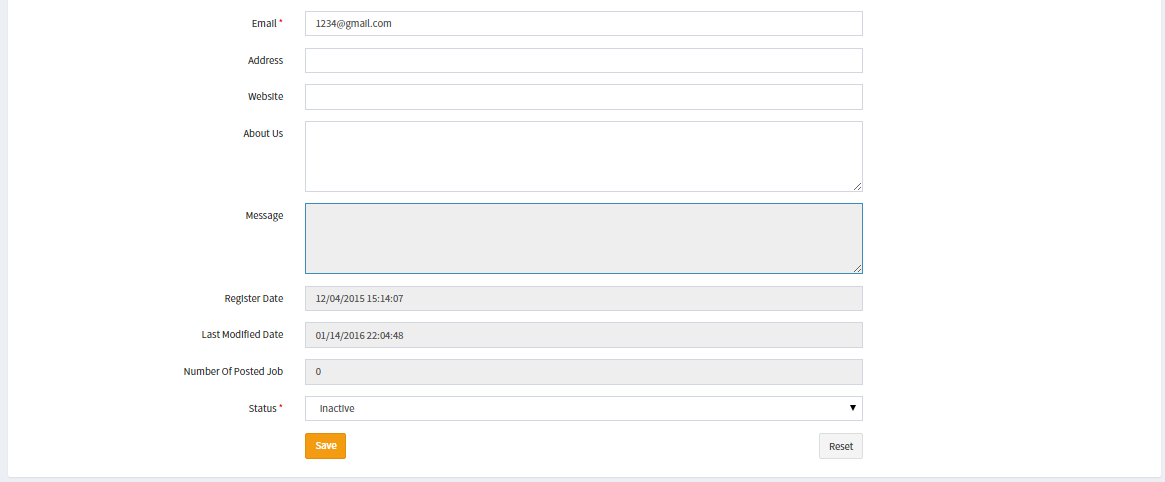 Email * 1234@gmail.com
Address
Website
About Us
Message
Register Date 12/04/2015 15:14:07
Last Modified Date 01/14/2016 22:04:48
Number Of Posted Job 0
Status * Inactive
Save Reset